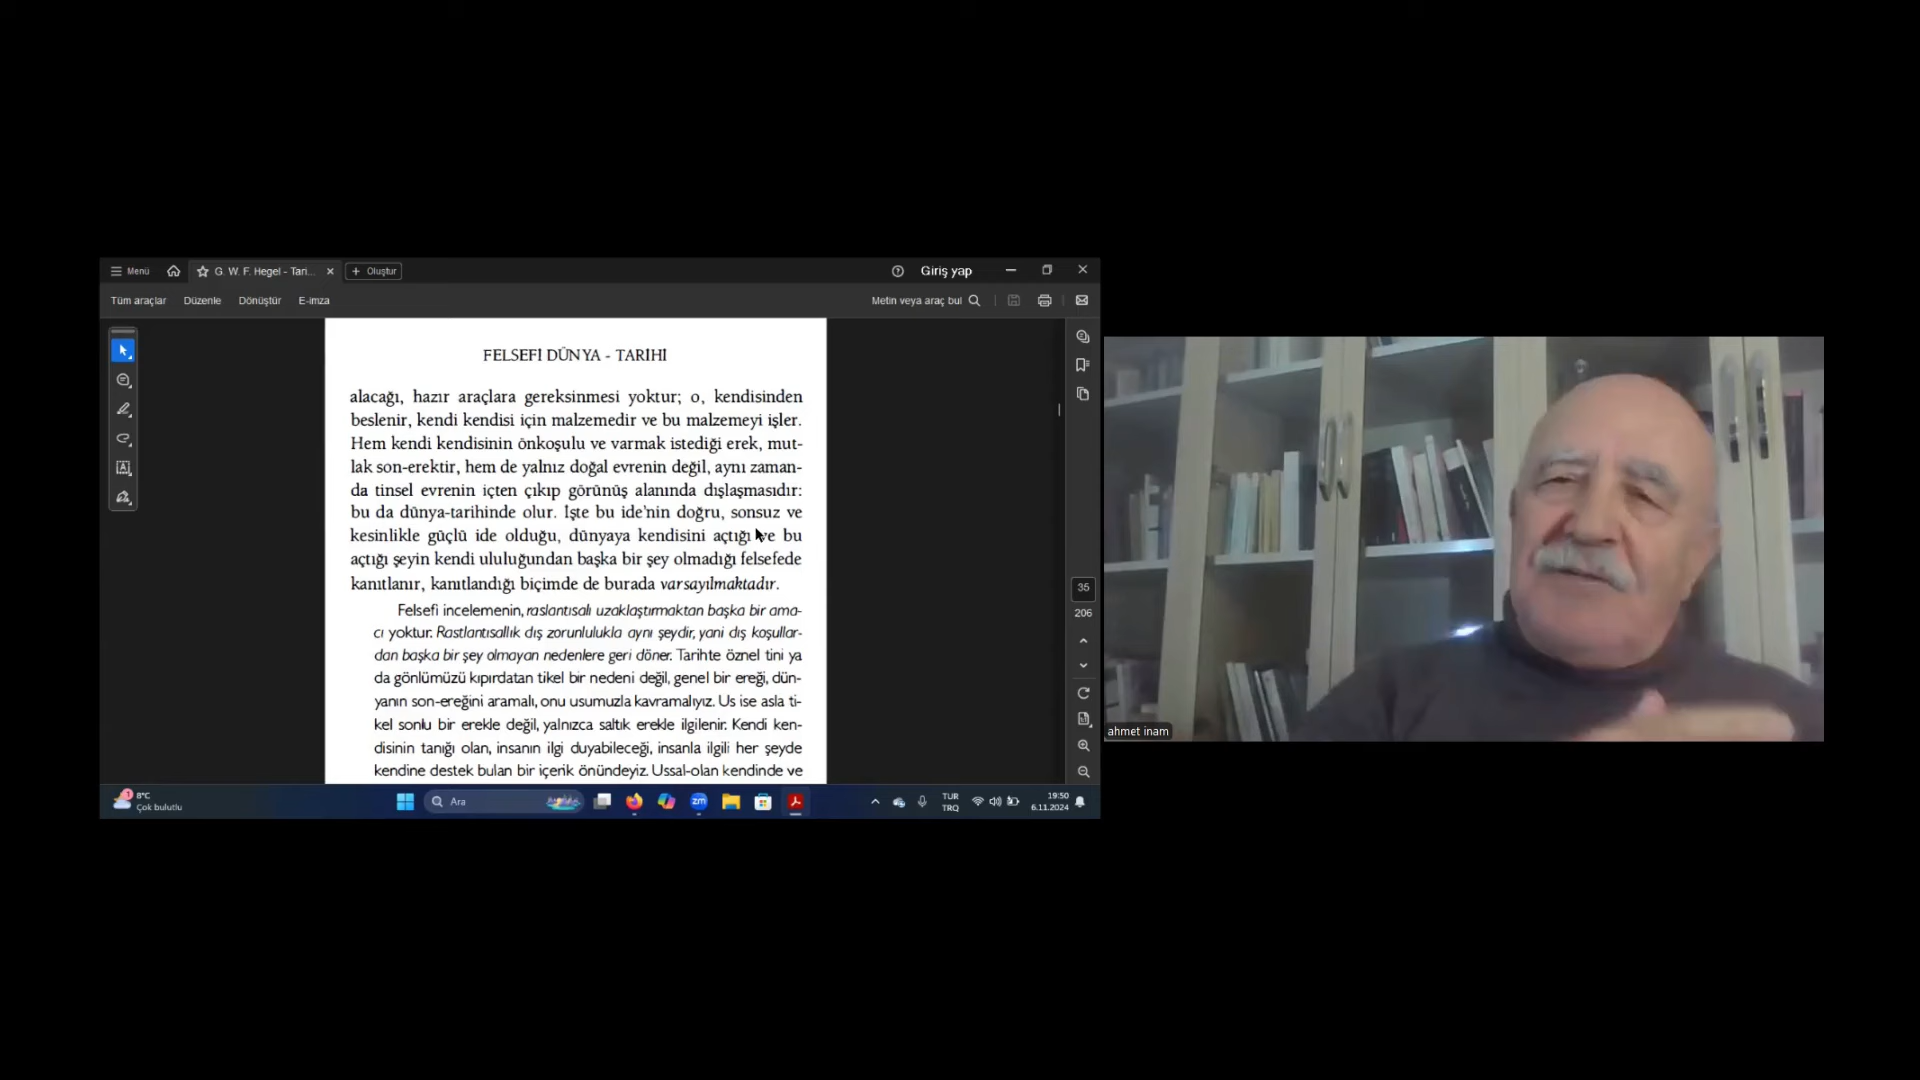 Menü
G. W. F. Hegel - Tari...
Oluştur
Giriş yap
Tüm araçlar
Düzenle
Dönüştür
E-imza
Metin veya araç bul
FELSEFİ DÜNYA - TARİHİ
alacağı, hazır araçlara gereksinmesi yoktur; o, kendisinden
beslenir, kendi kendisi için malzemedir ve bu malzemeyi işler.
Hem kendi kendisinin önkoşulu ve varmak istediği erek, mut-
lak son-erektir, hem de yalnız doğal evrenin değil, aynı zaman-
da tinsel evrenin içten çıkıp görünüş alanında dışlaşmasıdır:
bu da dünya-tarihinde olur. İşte bu ide'nin doğru, sonsuz ve
kesinlikle güçlü ide olduğu, dünyaya kendisini açtığı ve bu
açtığı şeyin kendi ululuğundan başka bir şey olmadığı felsefede
kanıtlanır, kanıtlandığı biçimde de burada varsayılmaktadır.
Felsefi incelemenin, raslantısalı uzaklaştırmaktan başka bir ama-
cı yoktur. Rastlantısallık dış zorunlulukla aynı şeydir, yani dış koşullar-
dan başka bir şey olmayan nedenlere geri döner. Tarihte öznel tini ya
da gönlümüzü kıpırdatan tikel bir nedeni değil, genel bir ereği, dün-
yanın son-ereğini aramalı, onu usumuzla kavramalıyız. Us ise asla ti-
kel sonlu bir erekle değil, yalnızca saltık erekle ilgilenir. Kendi ken-
disinin tanığı olan, insanın ilgi duyabileceği, insanla ilgili her şeyde
kendine destek bulan bir içerik önündeyiz. Ussal-olan kendinde ve
35
206
ahmet inam
1
8°C
Çok bulutlu
Ara
zm
TUR
TRQ
19:50
6.11.2024